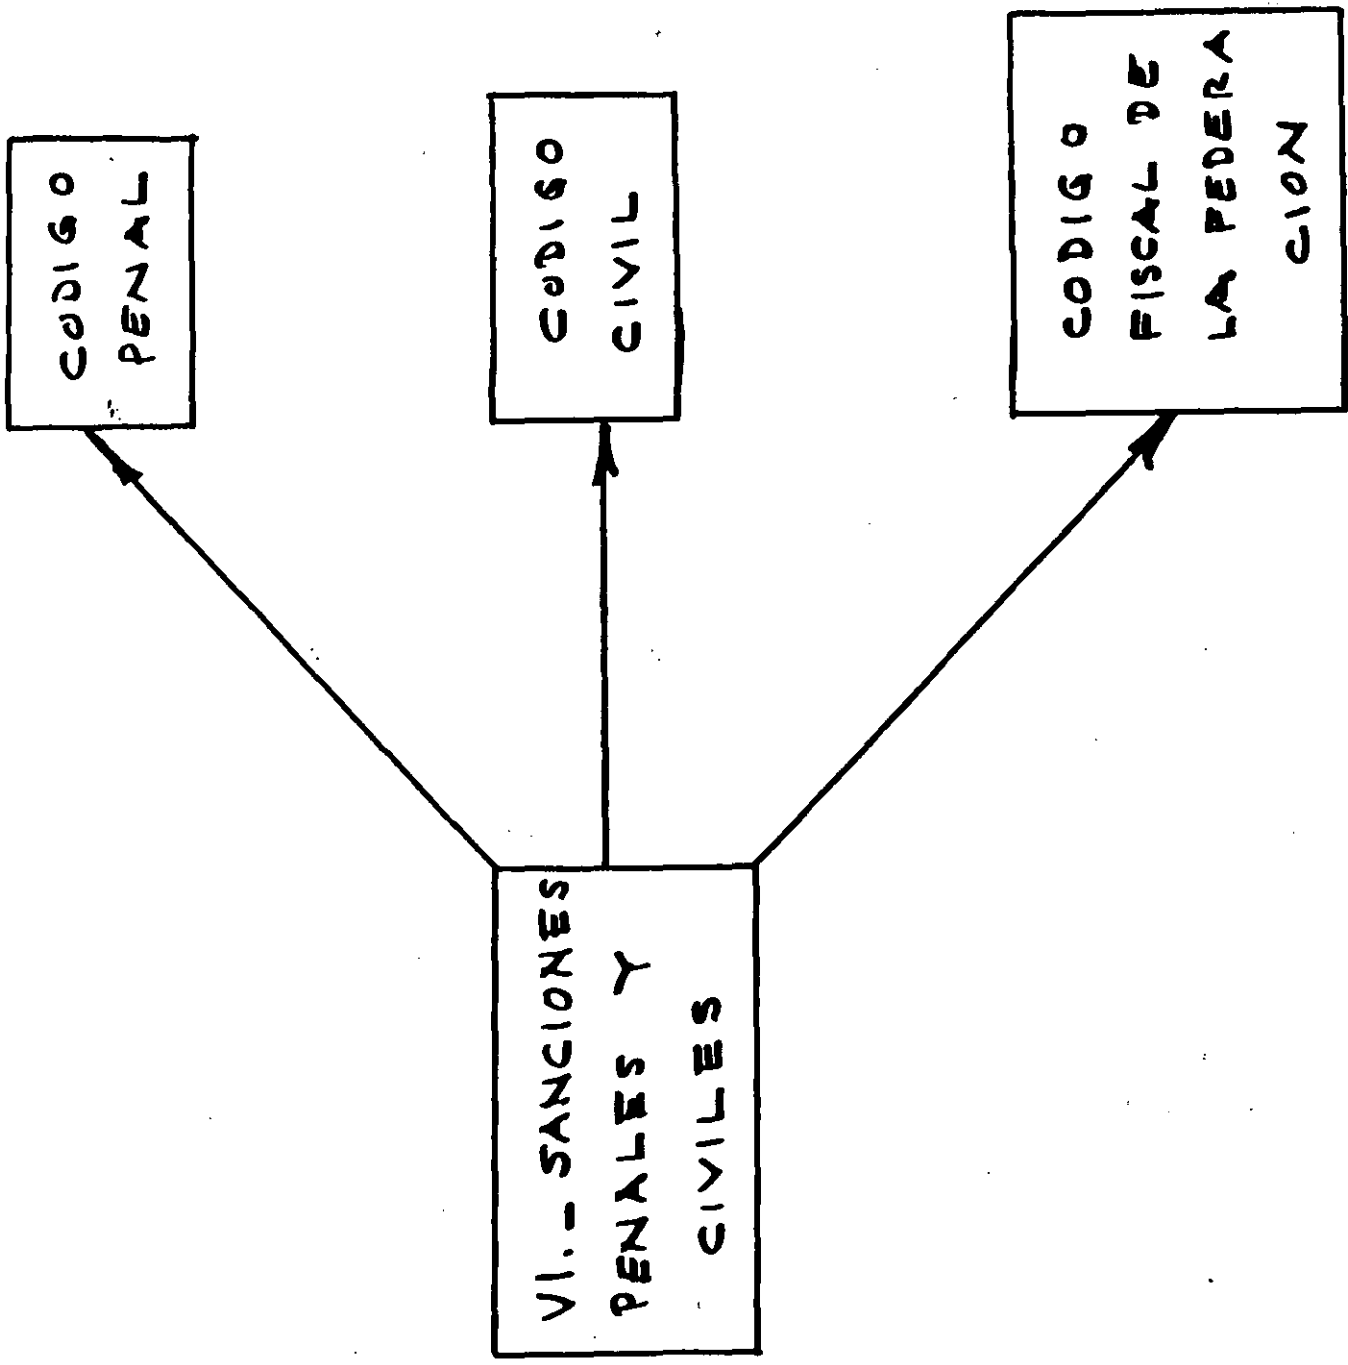 VI.- SANCIONES
PENALES Y
CIVILES
CODIGO
PENAL
CODIGO
CIVIL
CODIGO
FISCAL DE
LA FEDERA
CION